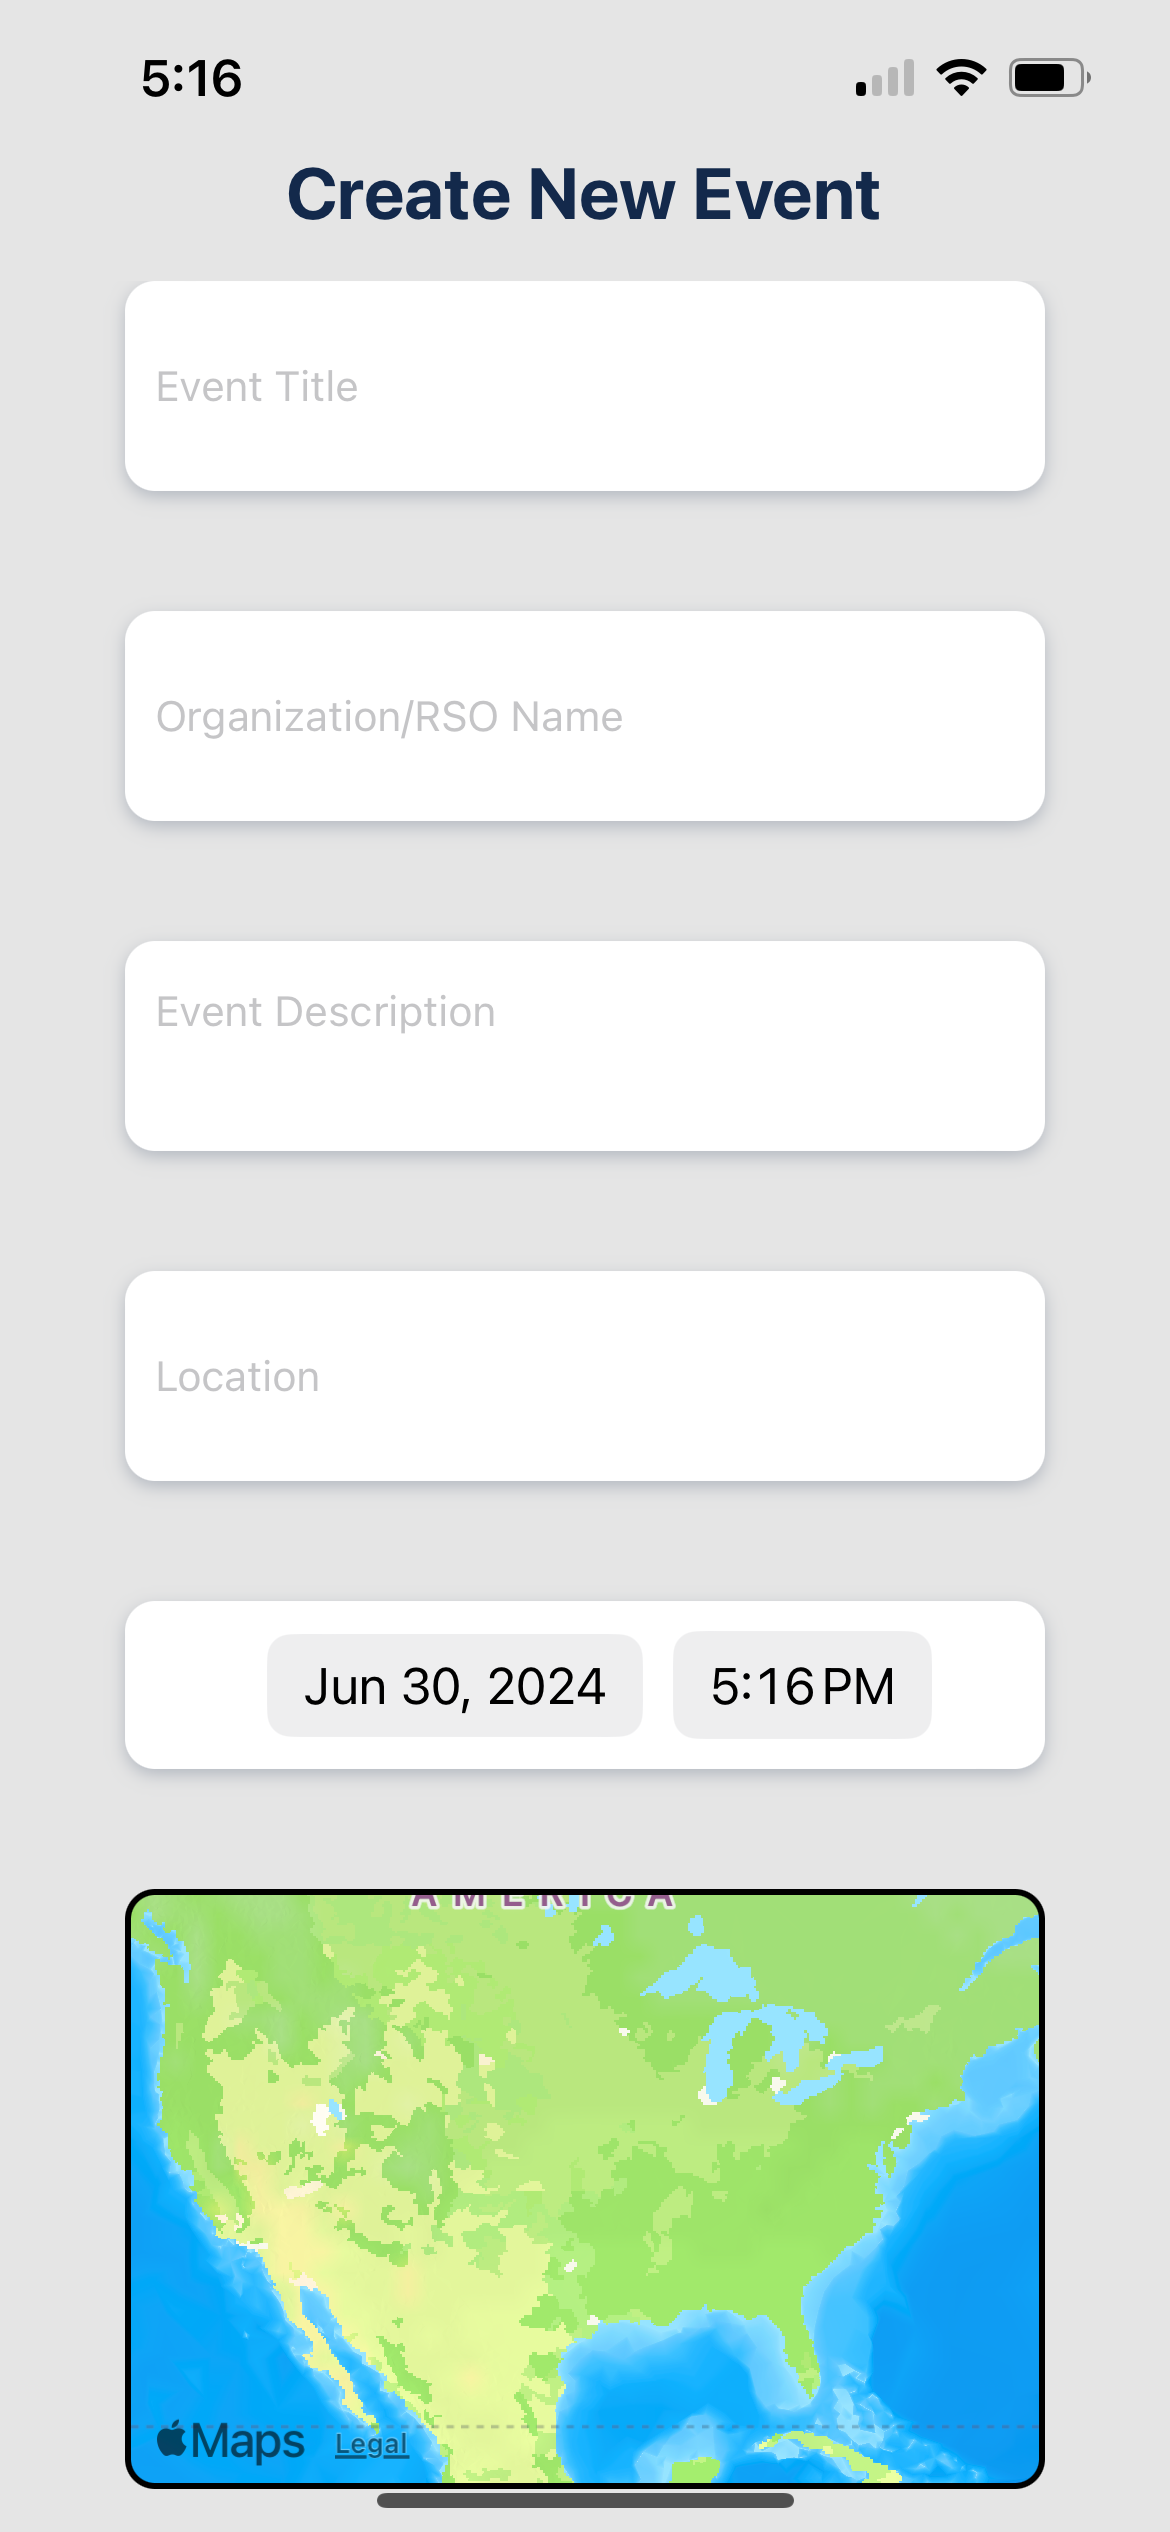 5:16
Create New Event
Event Title
Organization/RSO Name
Event Description
Location
Jun 30, 2024 5:16 PM
AMERICA
Maps Legal